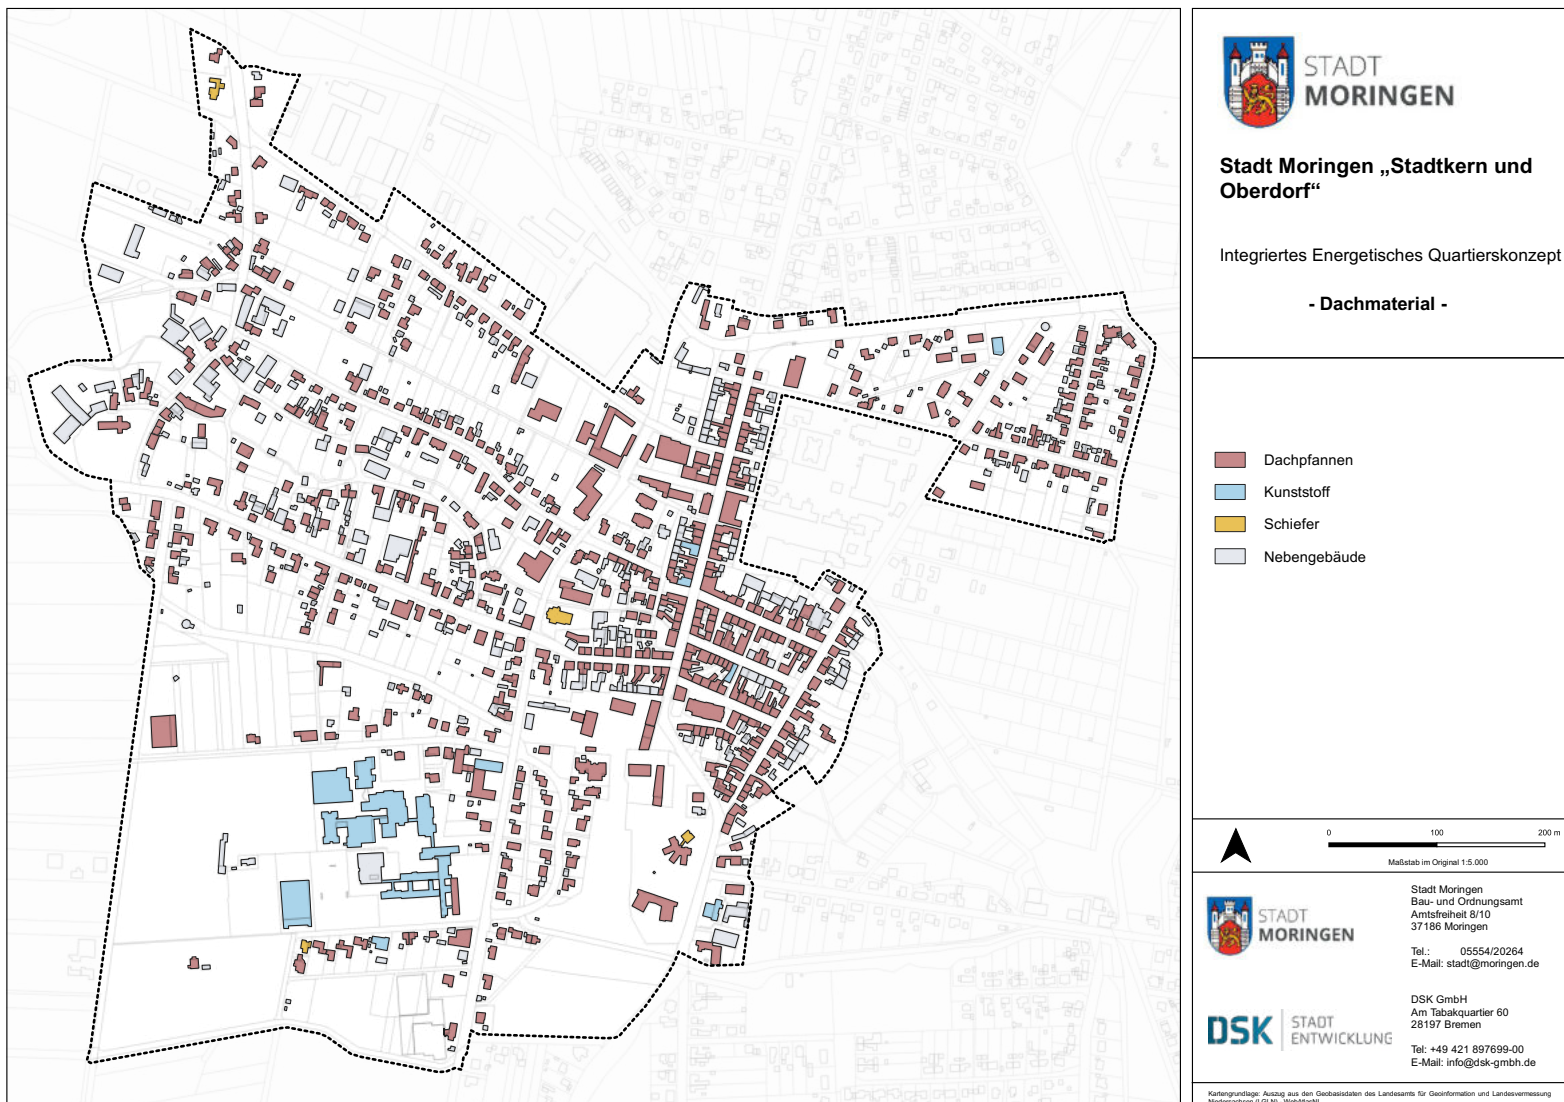 STADT
MORINGEN
Stadt Moringen „Stadtkern und
Oberdorf“
Integriertes Energetisches Quartierskonzept
- Dachmaterial -
Dachpfannen
Kunststoff
Schiefer
Nebengebäude
0 100 200 m
Maßstab im Original 1:5.000
STADT
MORINGEN
Stadt Moringen
Bau- und Ordnungsamt
Amtsfreiheit 8/10
37186 Moringen
Tel.: 05554/20264
E-Mail: stadt@moringen.de
DSK STADT
ENTWICKLUNG
DSK GmbH
Am Tabakquartier 60
28197 Bremen
Tel: +49 421 897699-00
E-Mail: info@dsk-gmbh.de
Kartengrundlage: Auszug aus den Geobasisdaten des Landesamts für Geoinformation und Landesvermessung